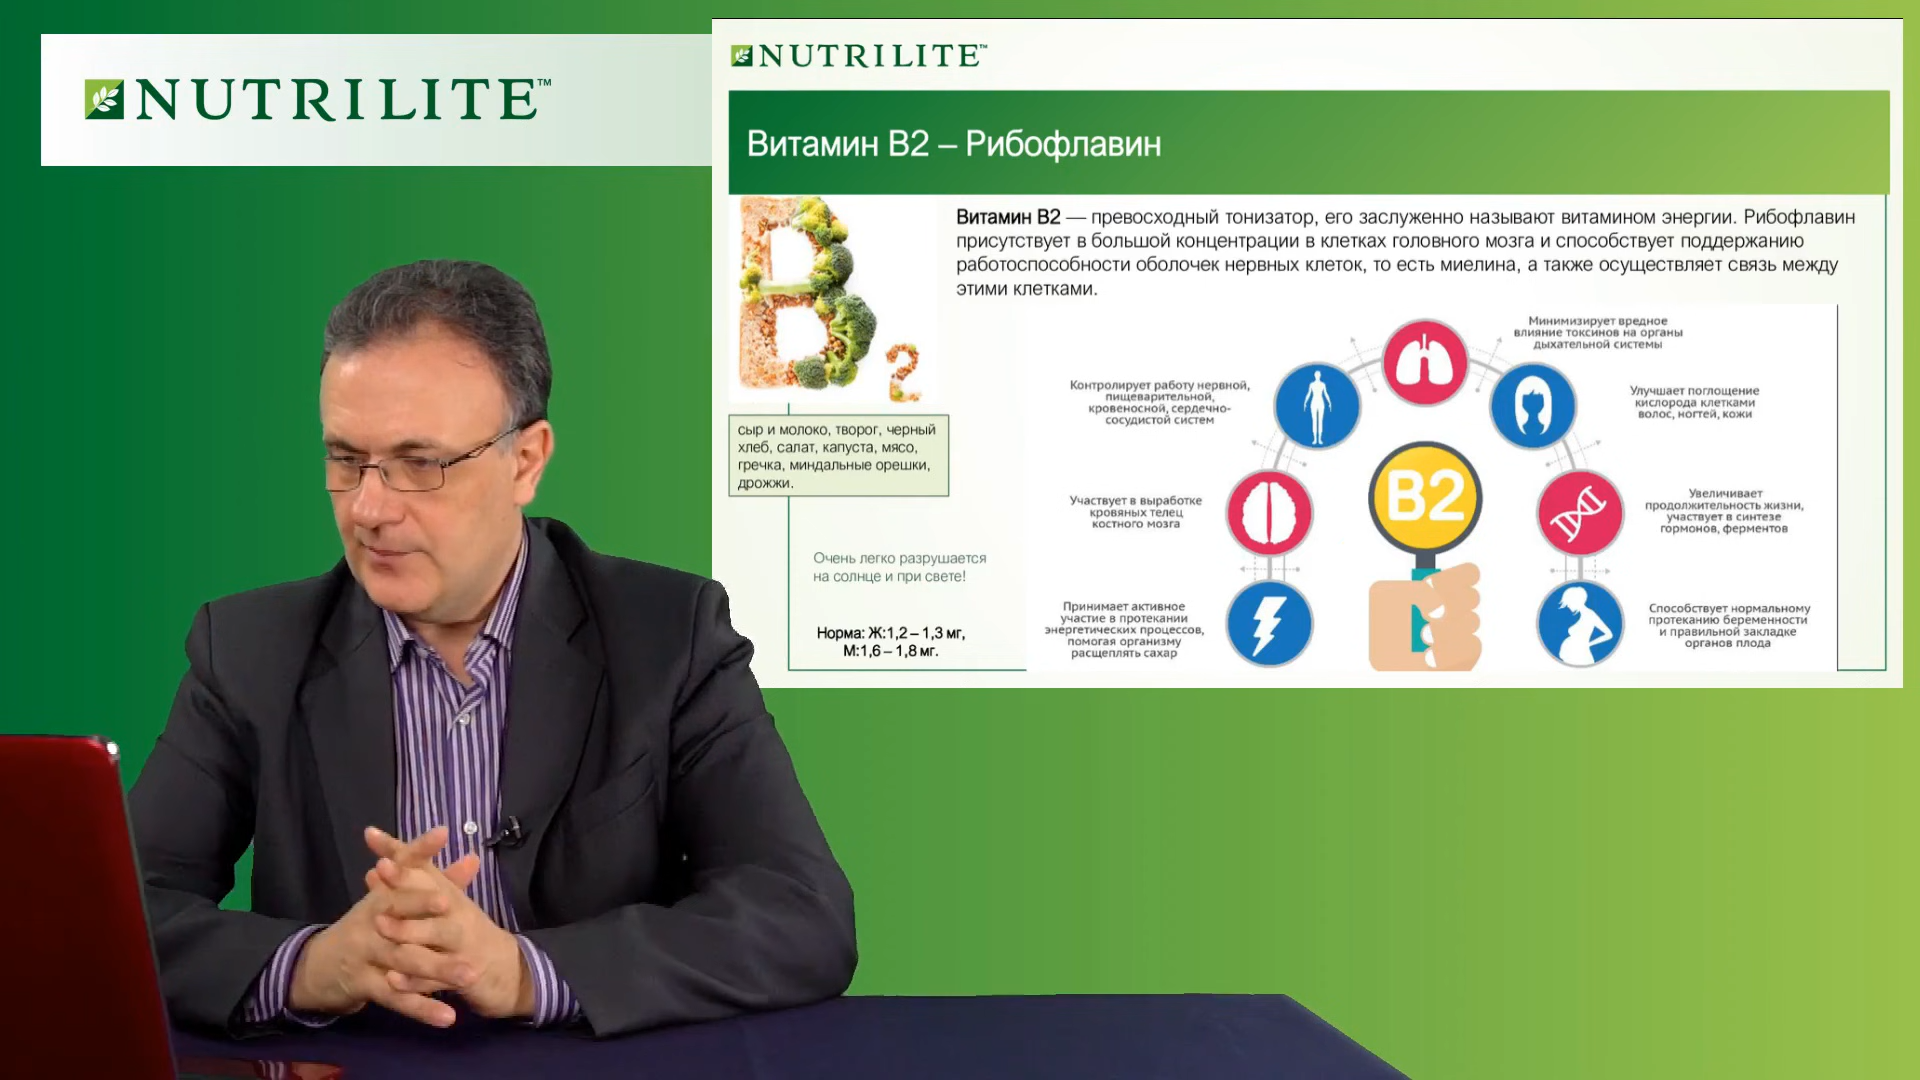 NUTRILITE™
NUTRILITE™
Витамин В2 – Рибофлавин
Витамин В2 — превосходный тонизатор, его заслуженно называют витамином энергии. Рибофлавин
присутствует в большой концентрации в клетках головного мозга и способствует поддержанию
работоспособности оболочек нервных клеток, то есть миелина, а также осуществляет связь между
этими клетками.
B
2
сыр и молоко, творог, черный
хлеб, салат, капуста, мясо,
гречка, миндальные орешки,
дрожжи.
Очень легко разрушается
на солнце и при свете!
Норма: Ж:1,2 – 1,3 мг,
М:1,6 – 1,8 мг.
Минимизирует вредное
влияние токсинов на органы
дыхательной системы
Контролирует работу нервной,
пищеварительной,
кровеносной, сердечно-
сосудистой систем
Улучшает поглощение
кислорода клетками
волос, ногтей, кожи
Участвует в выработке
кровяных телец
костного мозга
B2
Увеличивает
продолжительность жизни,
участвует в синтезе
гормонов, ферментов
Принимает активное
участие в протекании
энергетических процессов,
помогая организму
расщеплять сахар
Способствует нормальному
протеканию беременности
и правильной закладке
органов плода